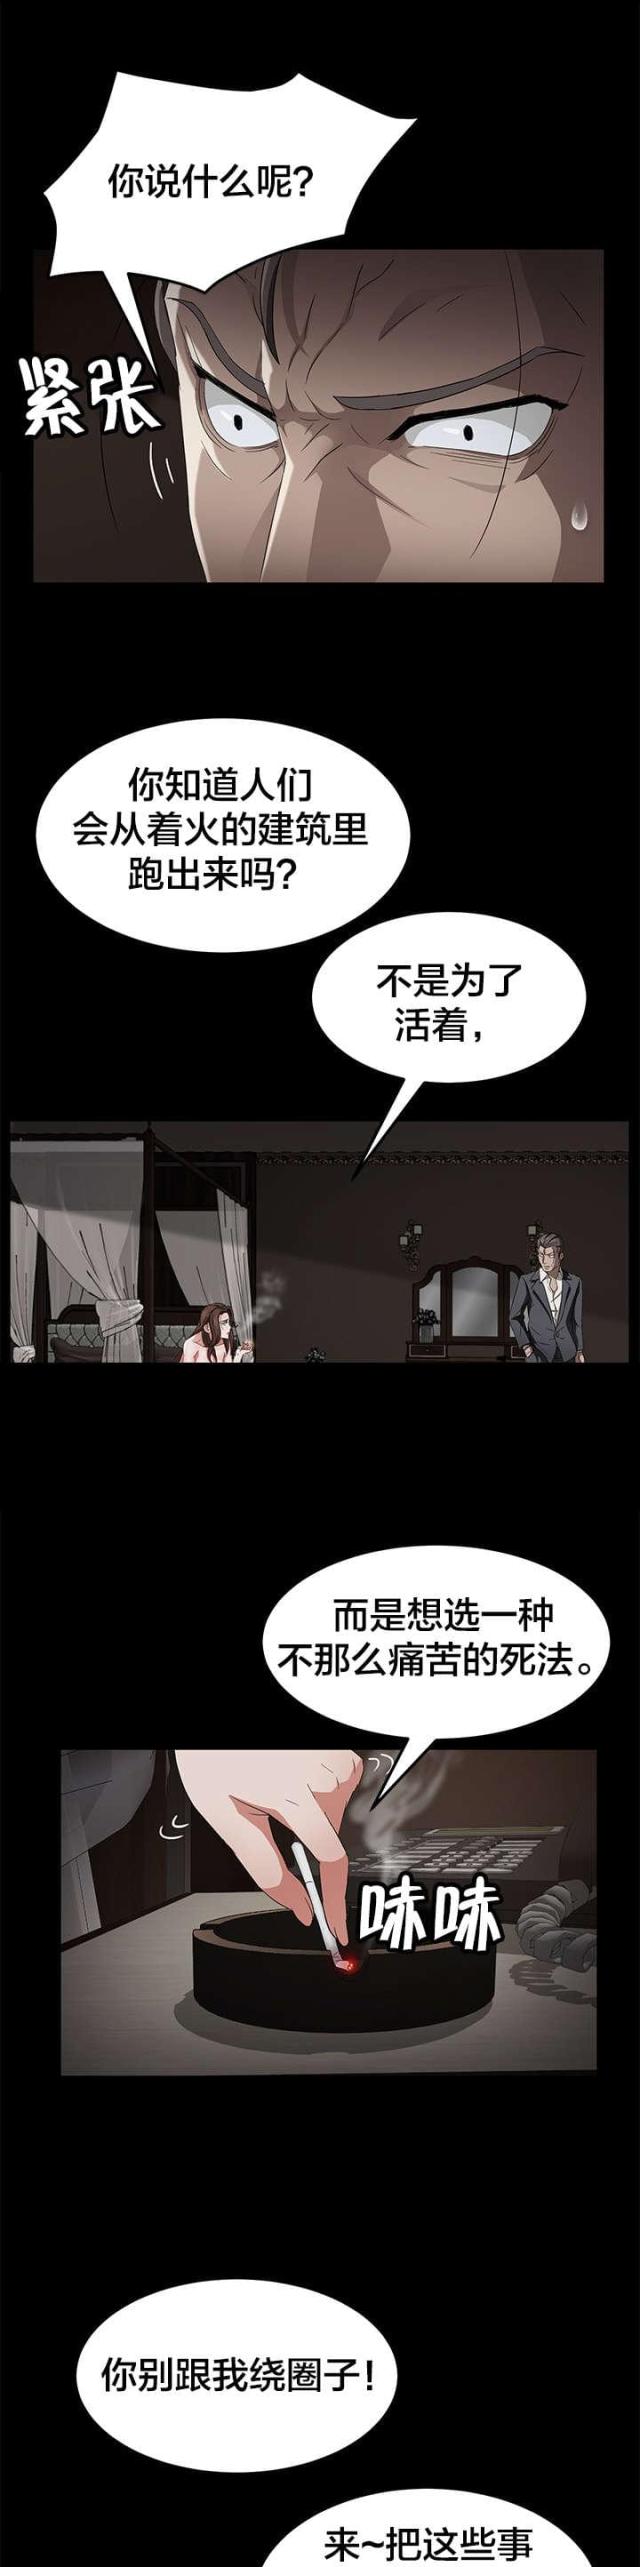 你说什么呢?
紧张
你知道人们
会从着火的建筑里
跑出来吗?
不是为了
活着,
而是想选一种
不那么痛苦的死法。
咔咔
你别跟我绕圈子!
来~把这些事